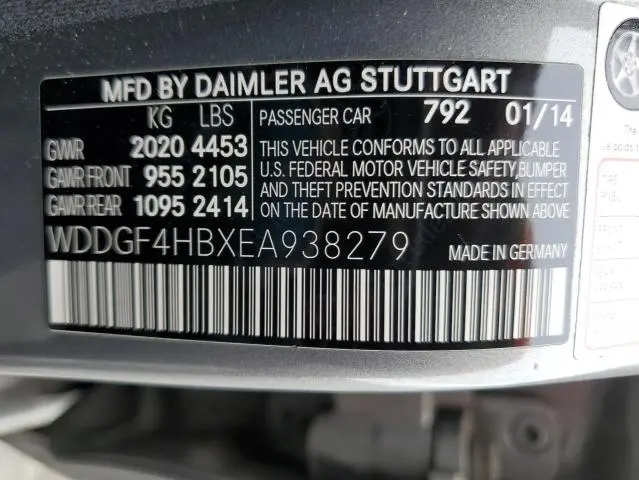 MFD BY DAIMLER AG STUTTGART
KG LBS PASSENGER CAR 792 01/14
GVWR 2020 4453
GAWR FRONT 955 2105
GAWR REAR 1095 2414
THIS VEHICLE CONFORMS TO ALL APPLICABLE
U.S. FEDERAL MOTOR VEHICLE SAFETY, BUMPER
AND THEFT PREVENTION STANDARDS IN EFFECT
ON THE DATE OF MANUFACTURE SHOWN ABOVE
WDDGF4HBXEA938279 MADE IN GERMANY